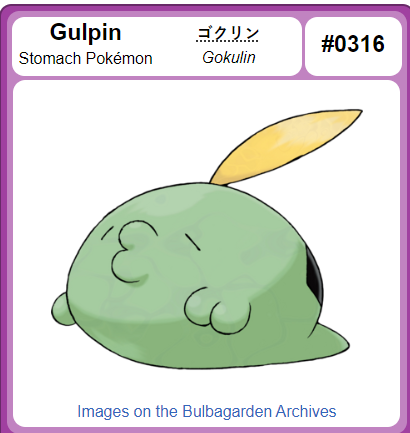 Gulpin
Stomach Pokémon
ゴクリン
Gokulin
#0316
Images on the Bulbagarden Archives